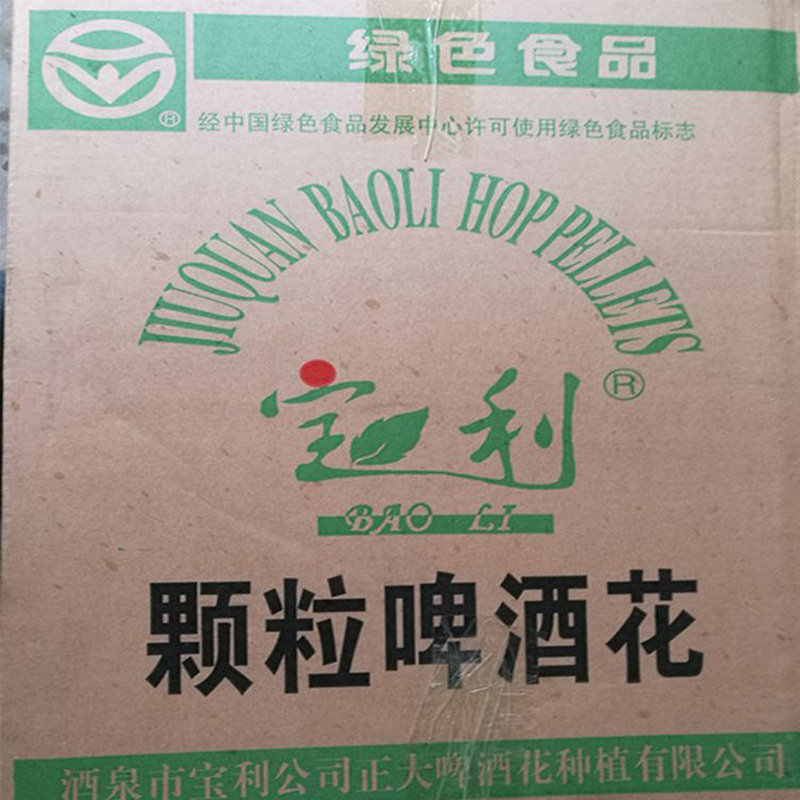 绿色食品
®
经中国绿色食品发展中心许可使用绿色食品标志
JIUQUAN BAOLI HOP PELLETS
宝利®
BAO LI
颗粒啤酒花
酒泉市宝利公司正大啤酒花种植有限公司